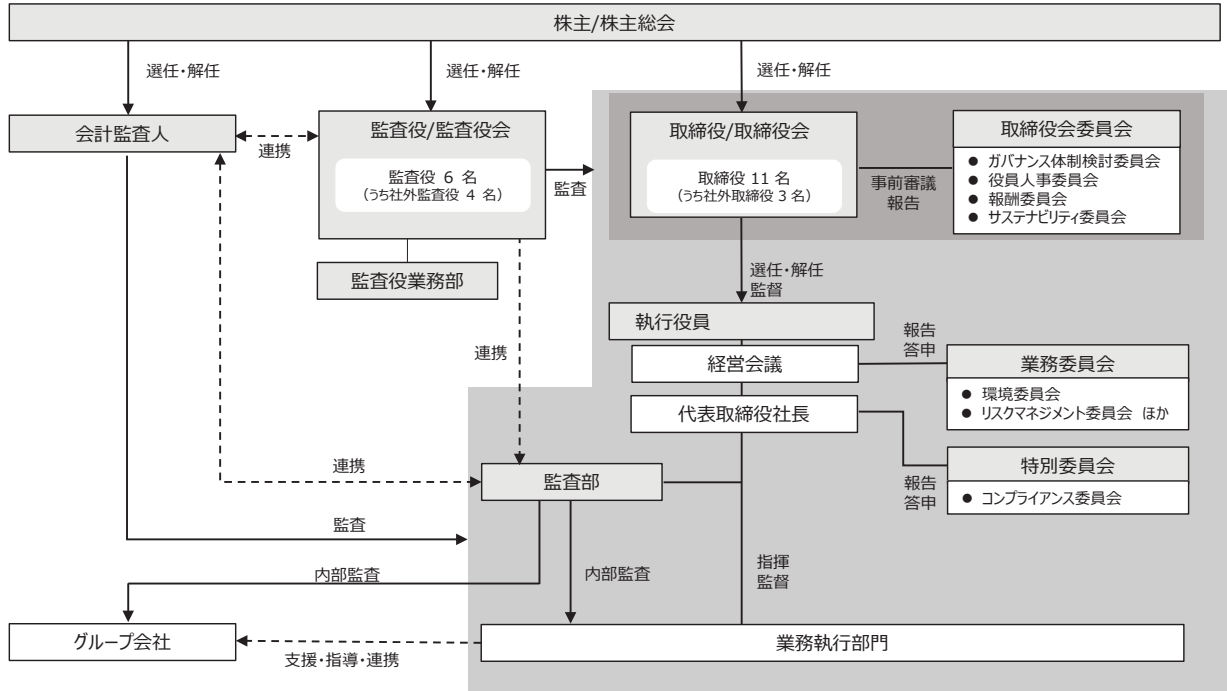 株主/株主総会
選任・解任
選任・解任
選任・解任
会計監査人
連携
監査役/監査役会
監査役 6 名
(うち社外監査役 4 名)
監査
取締役/取締役会
取締役 11 名
(うち社外取締役 3 名)
事前審議
報告
取締役会委員会
● ガバナンス体制検討委員会
● 役員人事委員会
● 報酬委員会
● サステナビリティ委員会
監査役業務部
選任・解任
監督
執行役員
連携
経営会議
報告
答申
業務委員会
● 環境委員会
● リスクマネジメント委員会 ほか
代表取締役社長
連携
監査部
報告
答申
特別委員会
● コンプライアンス委員会
監査
内部監査
内部監査
指揮
監督
グループ会社
支援・指導・連携
業務執行部門